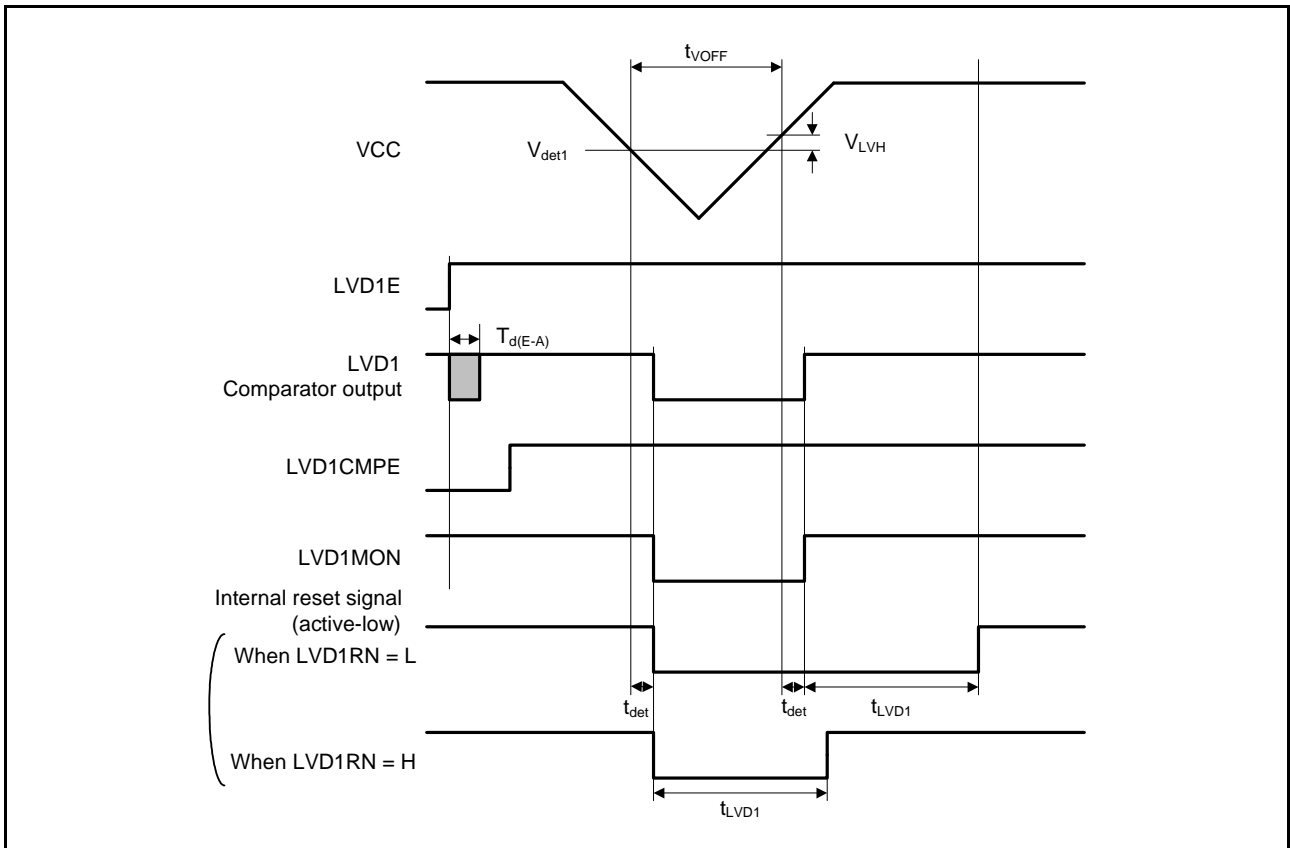 tVOFF
VCC
Vdet1
VLVH
LVD1E
Td(E-A)
LVD1
Comparator output
LVD1CMPE
LVD1MON
Internal reset signal
(active-low)
When LVD1RN = L
tdet
tdet
tLVD1
When LVD1RN = H
tLVD1